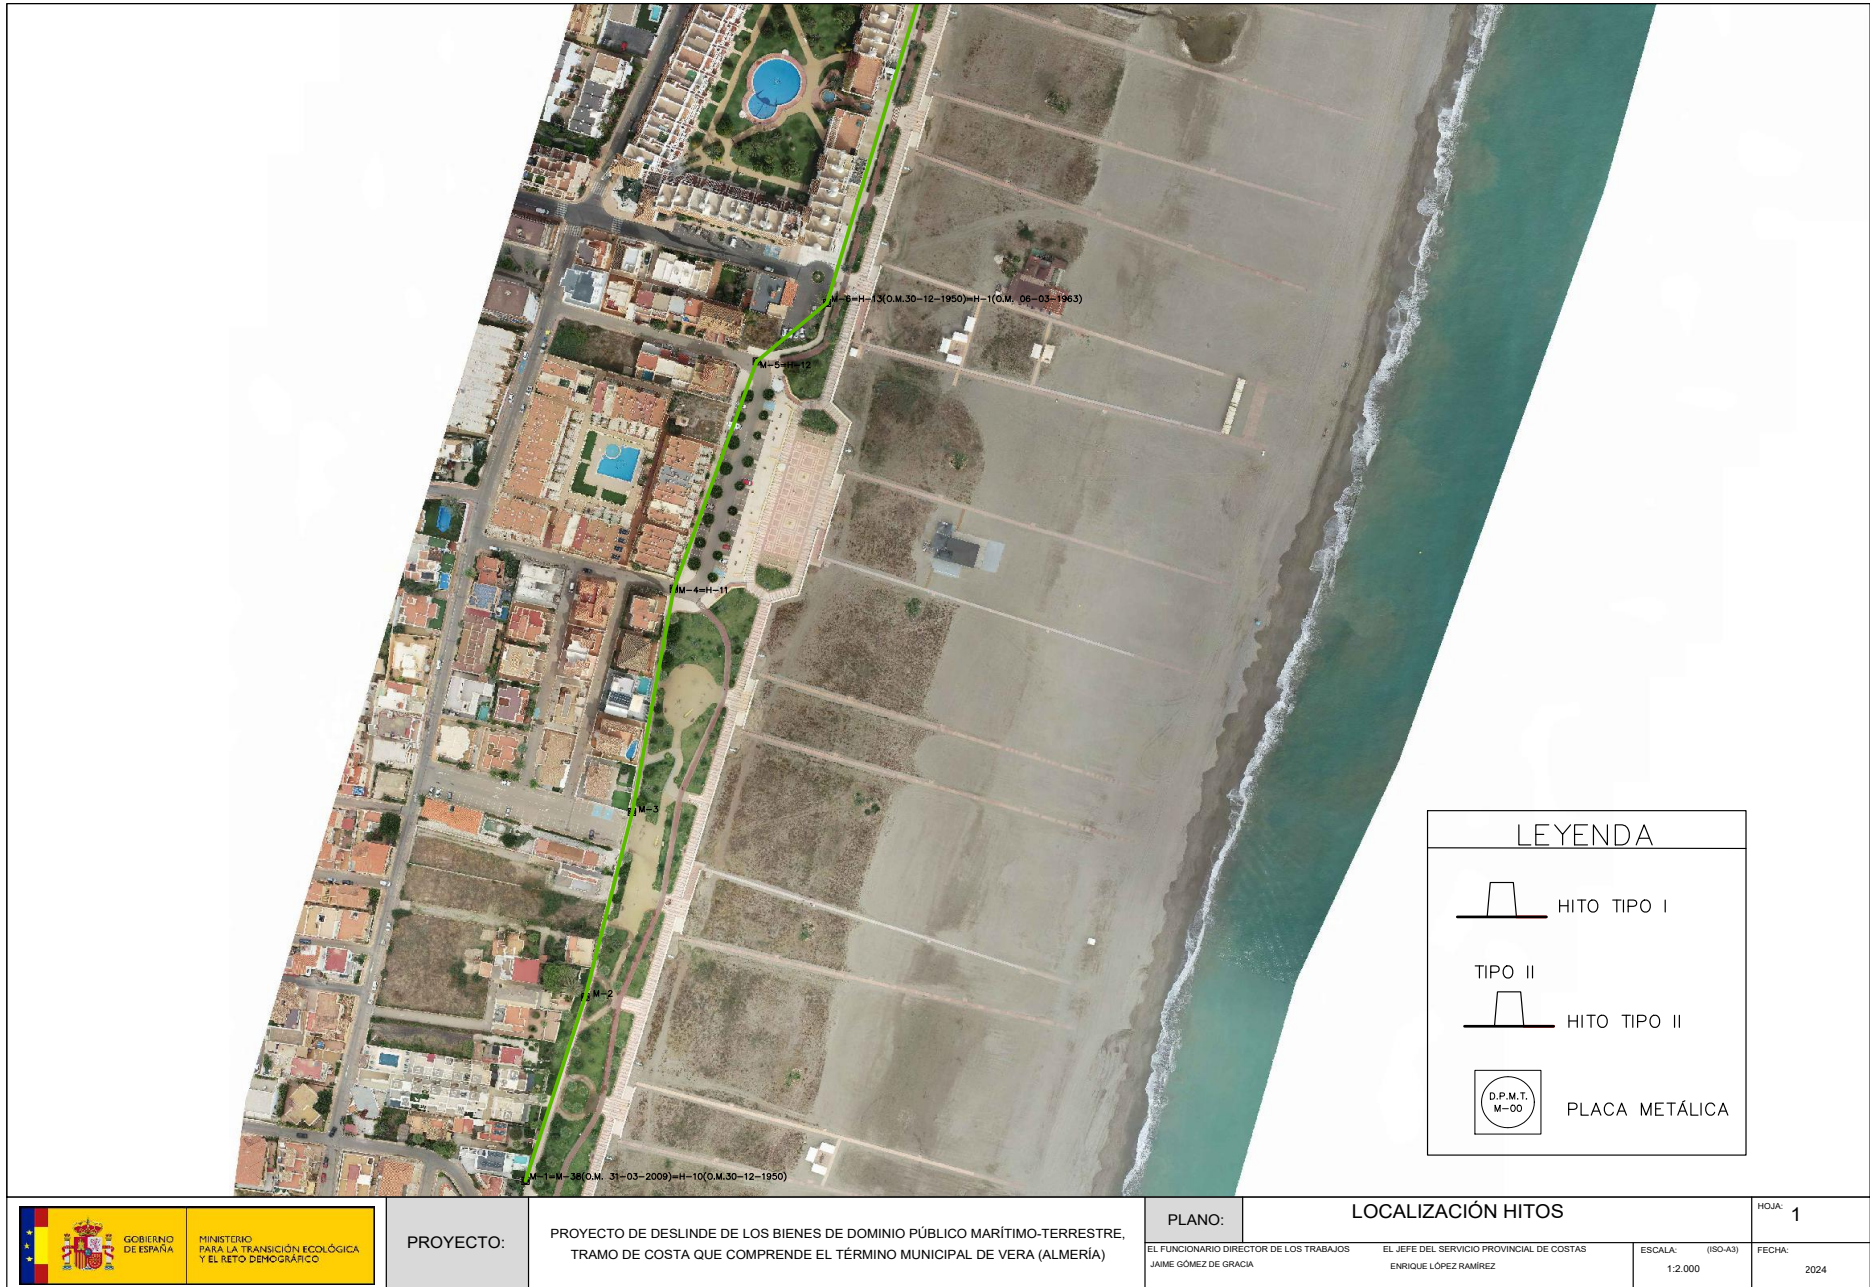 M-6=H-13(O.M.30-12-1950)=H-1(O.M. 06-03-1963)
M-5=H-12
M-4=H-11
M-3
M-2
M-1=M-38(O.M. 31-03-2009)=H-10(O.M.30-12-1950)
LEYENDA
HITO TIPO I
TIPO II
HITO TIPO II
D.P.M.T.
M-00
PLACA METÁLICA
GOBIERNO
DE ESPAÑA
MINISTERIO
PARA LA TRANSICIÓN ECOLÓGICA
Y EL RETO DEMOGRÁFICO
PROYECTO:
PROYECTO DE DESLINDE DE LOS BIENES DE DOMINIO PÚBLICO MARÍTIMO-TERRESTRE,
TRAMO DE COSTA QUE COMPRENDE EL TÉRMINO MUNICIPAL DE VERA (ALMERÍA)
PLANO:
LOCALIZACIÓN HITOS
HOJA: 1
EL FUNCIONARIO DIRECTOR DE LOS TRABAJOS
JAIME GÓMEZ DE GRACIA
EL JEFE DEL SERVICIO PROVINCIAL DE COSTAS
ENRIQUE LÓPEZ RAMÍREZ
ESCALA: (ISO-A3)
1:2.000
FECHA:
2024